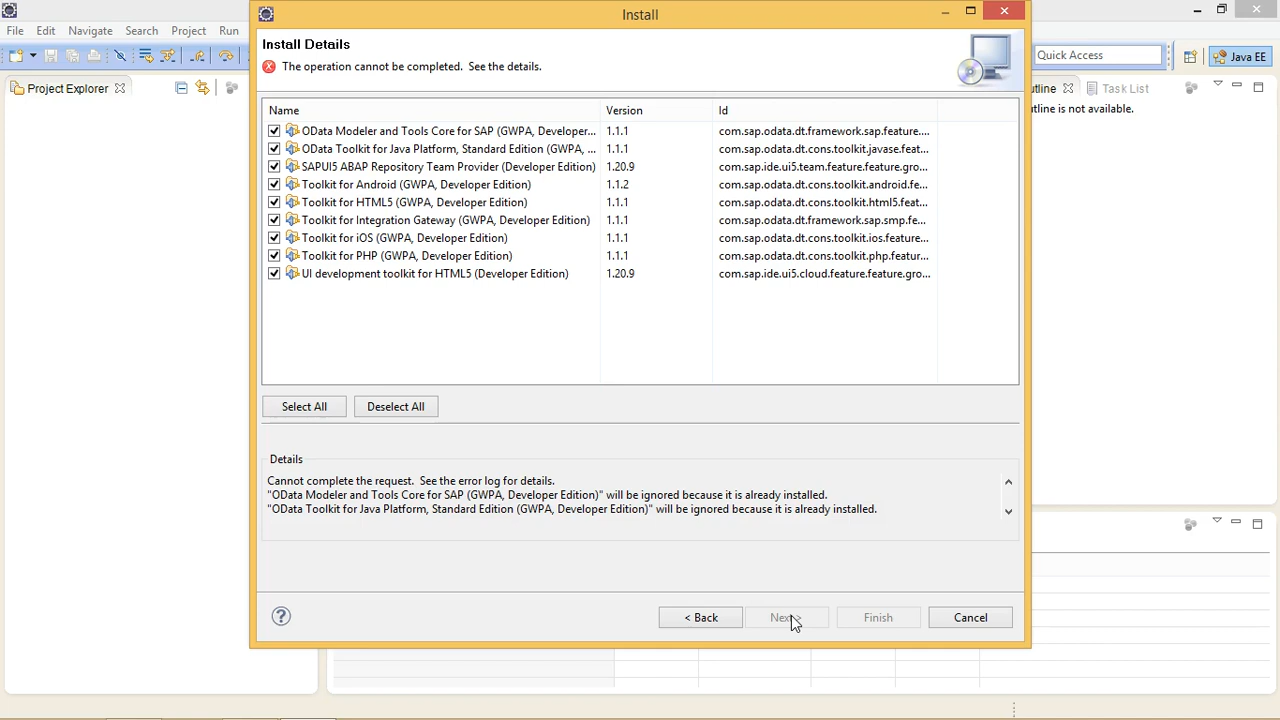 Install
File Edit Navigate Search Project Run
Install Details
The operation cannot be completed. See the details.
Quick Access
Java EE
Project Explorer
utline
Task List
utline is not available.
Name Version Id
OData Modeler and Tools Core for SAP (GWPA, Developer... 1.1.1 com.sap.odata.dt.framework.sap.feature....
OData Toolkit for Java Platform, Standard Edition (GWPA, ... 1.1.1 com.sap.odata.dt.cons.toolkit.javase.feat...
SAPUI5 ABAP Repository Team Provider (Developer Edition) 1.20.9 com.sap.ide.ui5.team.feature.feature.gro...
Toolkit for Android (GWPA, Developer Edition) 1.1.2 com.sap.odata.dt.cons.toolkit.android.fe...
Toolkit for HTML5 (GWPA, Developer Edition) 1.1.1 com.sap.odata.dt.cons.toolkit.html5.feat...
Toolkit for Integration Gateway (GWPA, Developer Edition) 1.1.1 com.sap.odata.dt.framework.sap.smp.fe...
Toolkit for iOS (GWPA, Developer Edition) 1.1.1 com.sap.odata.dt.cons.toolkit.ios.feature...
Toolkit for PHP (GWPA, Developer Edition) 1.1.1 com.sap.odata.dt.cons.toolkit.php.featur...
UI development toolkit for HTML5 (Developer Edition) 1.20.9 com.sap.ide.ui5.cloud.feature.feature.gro...
Select All Deselect All
Details
Cannot complete the request. See the error log for details.
"OData Modeler and Tools Core for SAP (GWPA, Developer Edition)" will be ignored because it is already installed.
"OData Toolkit for Java Platform, Standard Edition (GWPA, Developer Edition)" will be ignored because it is already installed.
< Back Next > Finish Cancel